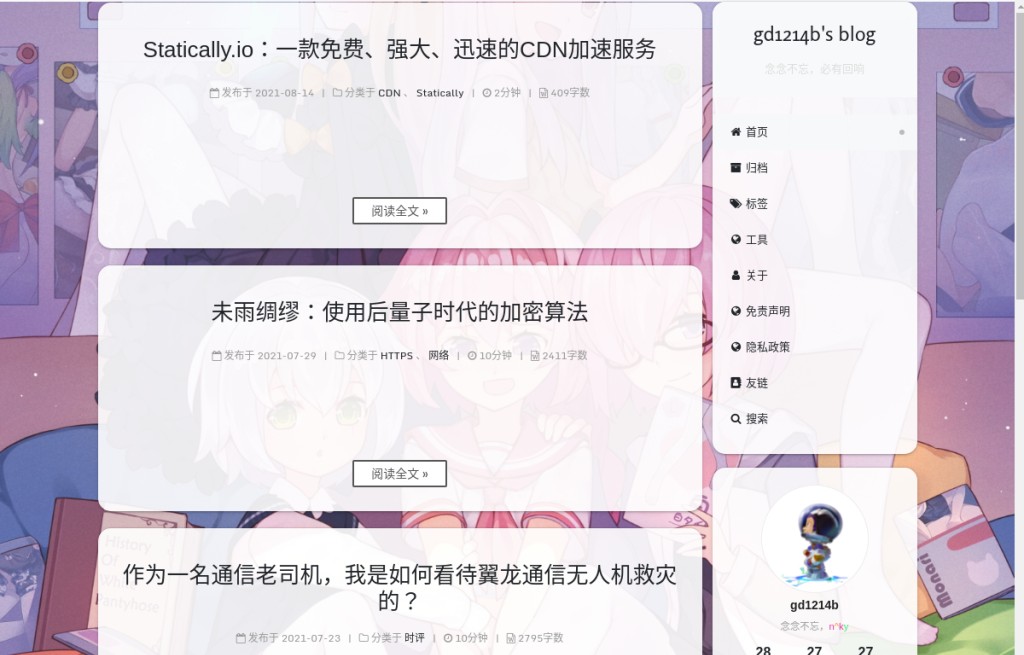 Statically.io：一款免费、强大、迅速的CDN加速服务
发布于 2021-08-14 | 分类于 CDN 、 Statically | 2分钟 | 409字数
阅读全文 »
未雨绸缪：使用后量子时代的加密算法
发布于 2021-07-29 | 分类于 HTTPS 、 网络 | 10分钟 | 2411字数
阅读全文 »
作为一名通信老司机，我是如何看待翼龙通信无人机救灾
的？
发布于 2021-07-23 | 分类于 时评 | 10分钟 | 2795字数
gd1214b's blog
念念不忘，必有回响
首页
归档
标签
工具
关于
免责声明
隐私政策
友链
搜索
gd1214b
念念不忘，n^ky
28 27 27
History
Of
Pantyhose